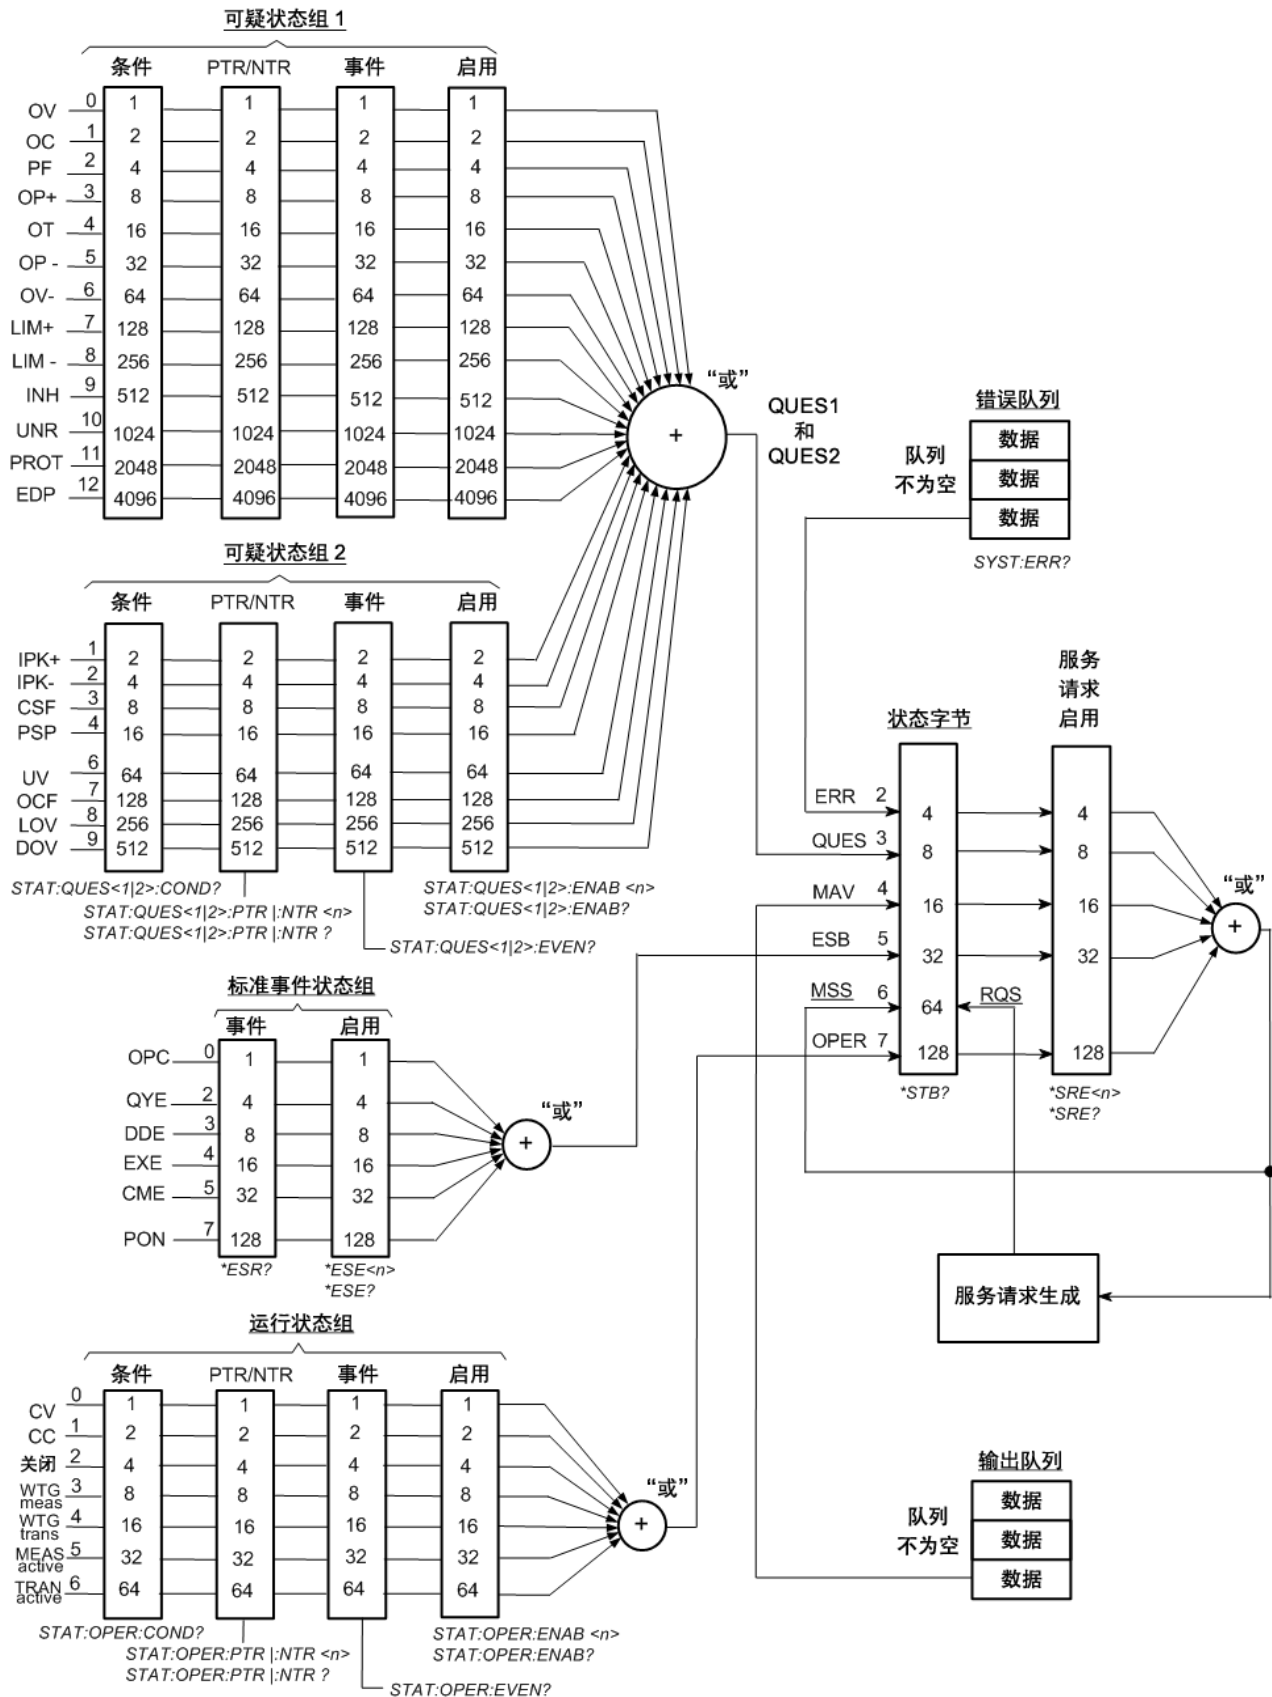 可疑状态组 1
条件 PTR/NTR 事件 启用
OV 0 1 1 1 1
OC 1 2 2 2 2
PF 2 4 4 4 4
OP+ 3 8 8 8 8
OT 4 16 16 16 16
OP - 5 32 32 32 32
OV- 6 64 64 64 64
LIM+ 7 128 128 128 128
LIM - 8 256 256 256 256
INH 9 512 512 512 512
UNR 10 1024 1024 1024 1024
PROT 11 2048 2048 2048 2048
EDP 12 4096 4096 4096 4096
“或”
+
QUES1
和
QUES2
错误队列
队列
不为空
数据
数据
数据
SYST:ERR?
可疑状态组 2
条件 PTR/NTR 事件 启用
IPK+ 1 2 2 2 2
IPK- 2 4 4 4 4
CSF 3 8 8 8 8
PSP 4 16 16 16 16
UV 6 64 64 64 64
OCF 7 128 128 128 128
LOV 8 256 256 256 256
DOV 9 512 512 512 512
STAT:QUES<1|2>:COND?
STAT:QUES<1|2>:PTR |:NTR <n>
STAT:QUES<1|2>:PTR |:NTR ?
STAT:QUES<1|2>:EVEN?
STAT:QUES<1|2>:ENAB <n>
STAT:QUES<1|2>:ENAB?
状态字节
服务
请求
启用
ERR 2 4 4
QUES 3 8 8
MAV 4 16 16
ESB 5 32 32
MSS 6 64 RQS
OPER 7 128 128
*STB?
*SRE<n>
*SRE?
“或”
+
服务请求生成
标准事件状态组
事件 启用
OPC 0 1 1
QYE 2 4 4
DDE 3 8 8
EXE 4 16 16
CME 5 32 32
PON 7 128 128
*ESR?
*ESE<n>
*ESE?
“或”
+
运行状态组
条件 PTR/NTR 事件 启用
CV 0 1 1 1 1
CC 1 2 2 2 2
关闭 2 4 4 4 4
WTG meas 3 8 8 8 8
WTG trans 4 16 16 16 16
MEAS active 5 32 32 32 32
TRAN active 6 64 64 64 64
STAT:OPER:COND?
STAT:OPER:PTR |:NTR <n>
STAT:OPER:PTR |:NTR ?
STAT:OPER:EVEN?
STAT:OPER:ENAB <n>
STAT:OPER:ENAB?
“或”
+
输出队列
队列
不为空
数据
数据
数据